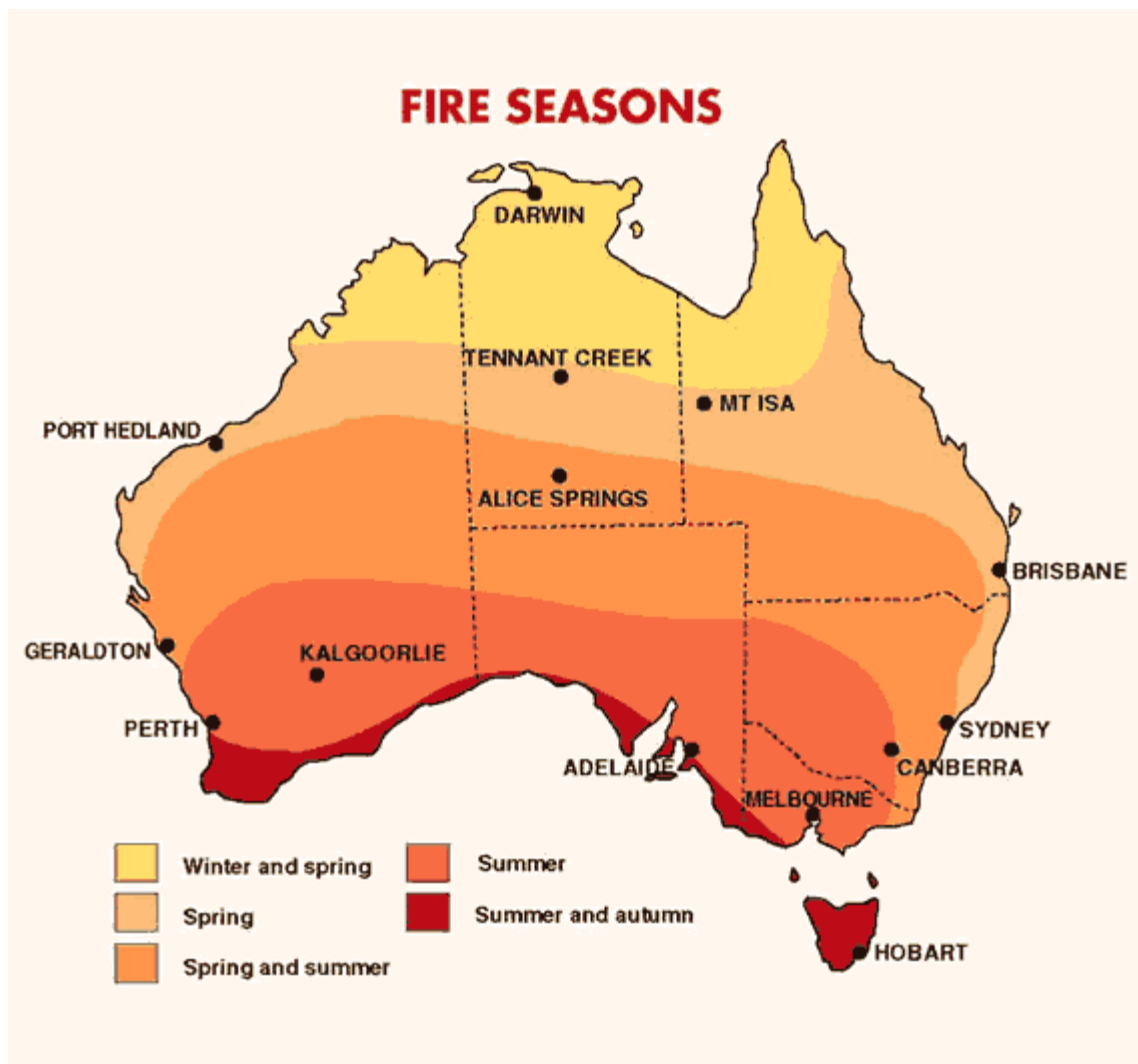 FIRE SEASONS
DARWIN
TENNANT CREEK
MT ISA
PORT HEDLAND
ALICE SPRINGS
BRISBANE
GERALDTON
KALGOORLIE
PERTH
SYDNEY
ADELAIDE
CANBERRA
MELBOURNE
Winter and spring
Summer
Spring
Summer and autumn
Spring and summer
HOBART